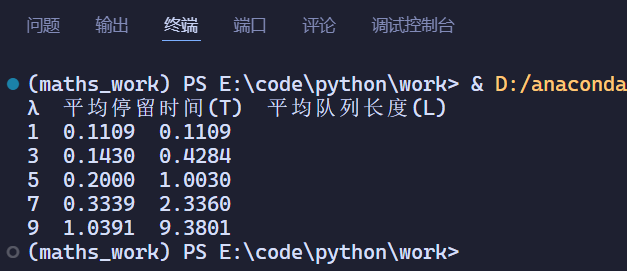 问题 输出 终端 端口 评论 调试控制台
(maths_work) PS E:\code\python\work> & D:/anaconda
λ 平均停留时间(T) 平均队列长度(L)
1 0.1109 0.1109
3 0.1430 0.4284
5 0.2000 1.0030
7 0.3339 2.3360
9 1.0391 9.3801
(maths_work) PS E:\code\python\work>